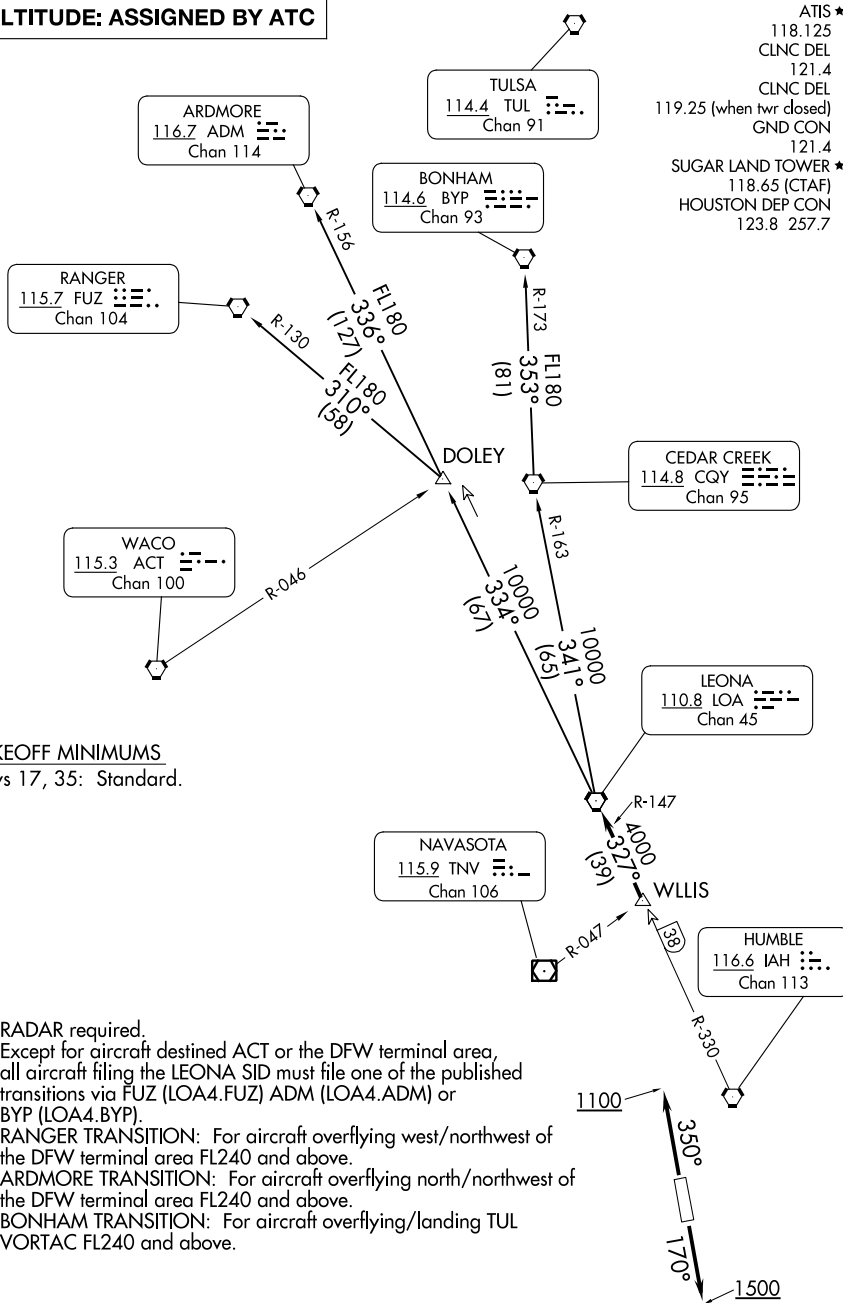 LTITUDE: ASSIGNED BY ATC
ATIS ★
118.125
CLNC DEL
121.4
CLNC DEL
119.25 (when twr closed)
GND CON
121.4
SUGAR LAND TOWER ★
118.65 (CTAF)
HOUSTON DEP CON
123.8 257.7
TULSA
114.4 TUL
Chan 91
ARDMORE
116.7 ADM
Chan 114
BONHAM
114.6 BYP
Chan 93
RANGER
115.7 FUZ
Chan 104
R-156
R-130
R-173
FL180
336°
(127)
FL180
310°
(58)
FL180
353°
(81)
DOLEY
CEDAR CREEK
114.8 CQY
Chan 95
WACO
115.3 ACT
Chan 100
R-046
R-163
10000
334°
(67)
10000
341°
(65)
LEONA
110.8 LOA
Chan 45
KEOFF MINIMUMS
ys 17, 35: Standard.
R-147
4000
327°
(39)
NAVASOTA
115.9 TNV
Chan 106
WLLIS
R-047
38
HUMBLE
116.6 IAH
Chan 113
R-330
RADAR required.
Except for aircraft destined ACT or the DFW terminal area,
all aircraft filing the LEONA SID must file one of the published
transitions via FUZ (LOA4.FUZ) ADM (LOA4.ADM) or
BYP (LOA4.BYP).
RANGER TRANSITION: For aircraft overflying west/northwest of
the DFW terminal area FL240 and above.
ARDMORE TRANSITION: For aircraft overflying north/northwest of
the DFW terminal area FL240 and above.
BONHAM TRANSITION: For aircraft overflying/landing TUL
VORTAC FL240 and above.
1100
350°
170°
1500